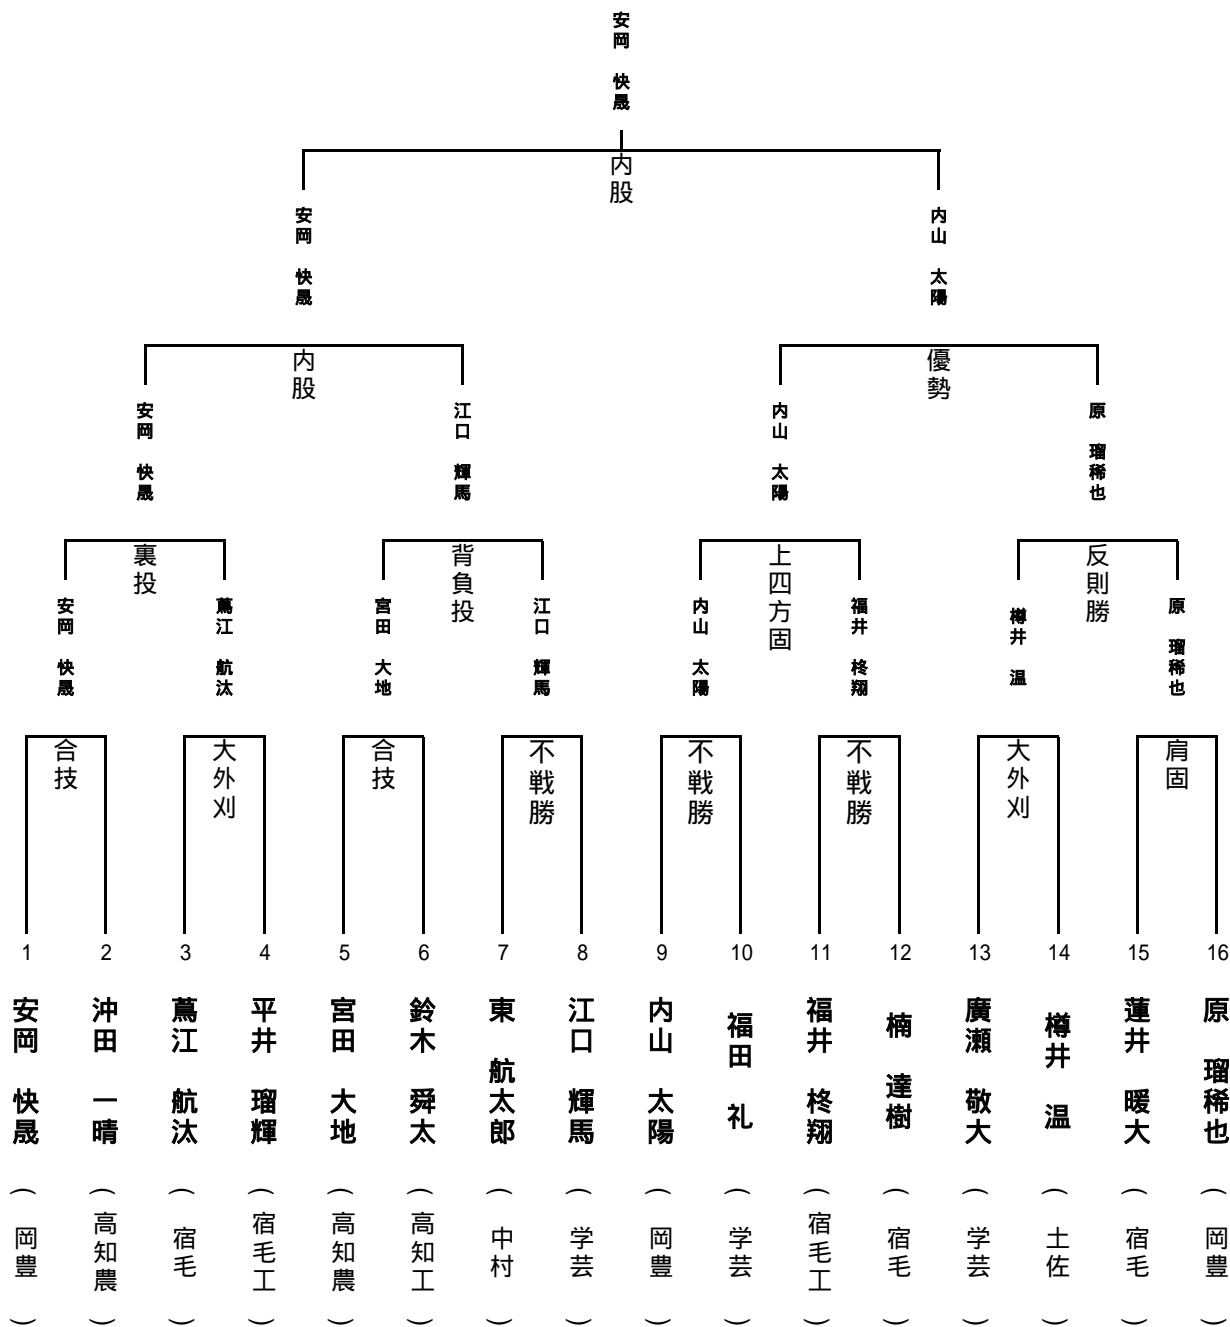 安岡 快晟
内股
安岡 快晟
内山 太陽
内股
優勢
安岡 快晟
江口 輝馬
内山 太陽
原 瑠稀也
裏投
背負投
上四方固
反則勝
安岡 快晟
蔦江 航汰
宮田 大地
江口 輝馬
内山 太陽
福井 柊翔
樽井 温
原 瑠稀也
合技
大外刈
合技
不戦勝
不戦勝
不戦勝
大外刈
肩固
1
2
3
4
5
6
7
8
9
10
11
12
13
14
15
16
安岡 快晟
沖田 一晴
蔦江 航汰
平井 瑠輝
宮田 大地
鈴木 舜太
東 航太郎
江口 輝馬
内山 太陽
福田 礼
福井 柊翔
楠 達樹
廣瀬 敬大
樽井 温
蓮井 暖大
原 瑠稀也
(岡豊)
(高知農)
(宿毛)
(宿毛工)
(高知農)
(高知工)
(中村)
(学芸)
(岡豊)
(学芸)
(宿毛工)
(宿毛)
(学芸)
(土佐)
(宿毛)
(岡豊)